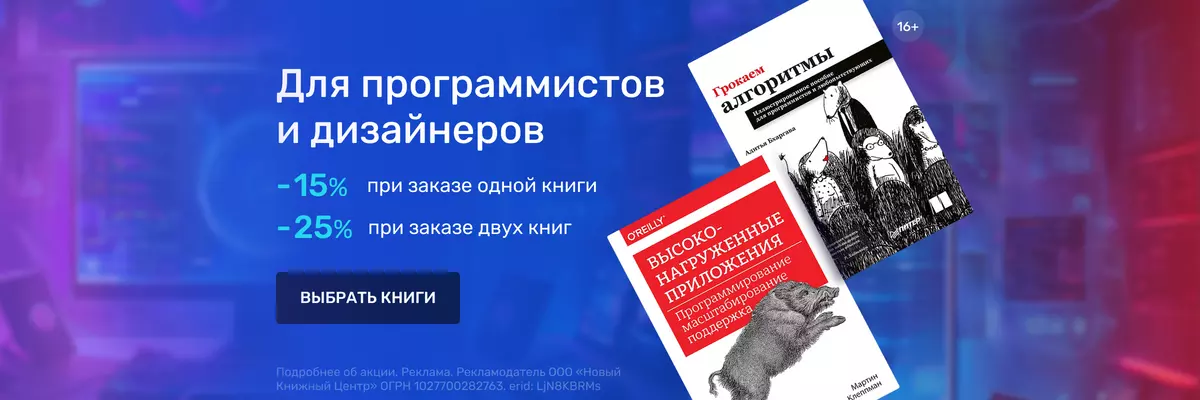 Для программистов
и дизайнеров
-15% при заказе одной книги
-25% при заказе двух книг
ВЫБРАТЬ КНИГИ
Подробнее об акции. Реклама. Рекламодатель ООО «Новый
Книжный Центр» ОГРН 1027700282763. erid: LjN8KBRMs
16+
Грокаем
алгоритмы
Иллюстрированное пособие
для программистов и любопытствующих
Адитья Бхаргава
ПИТЕР
O'REILLY
ВЫСОКО-
НАГРУЖЕННЫЕ
ПРИЛОЖЕНИЯ
Программирование
масштабирование
поддержка
Мартин
Клеппман